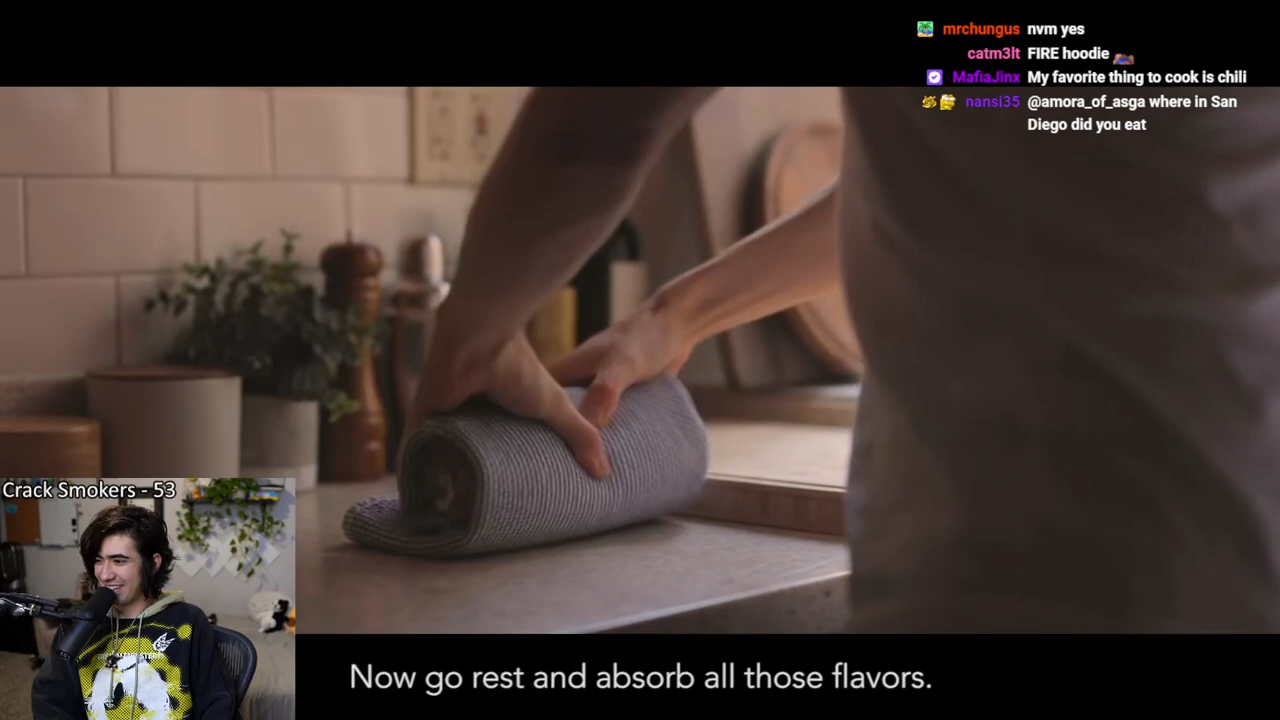 mrchungus nvm yes
catm3lt FIRE hoodie
MafiaJinx My favorite thing to cook is chili
nansi35 @amora_of_asga where in San
Diego did you eat
Crack Smokers - 53
Now go rest and absorb all those flavors.